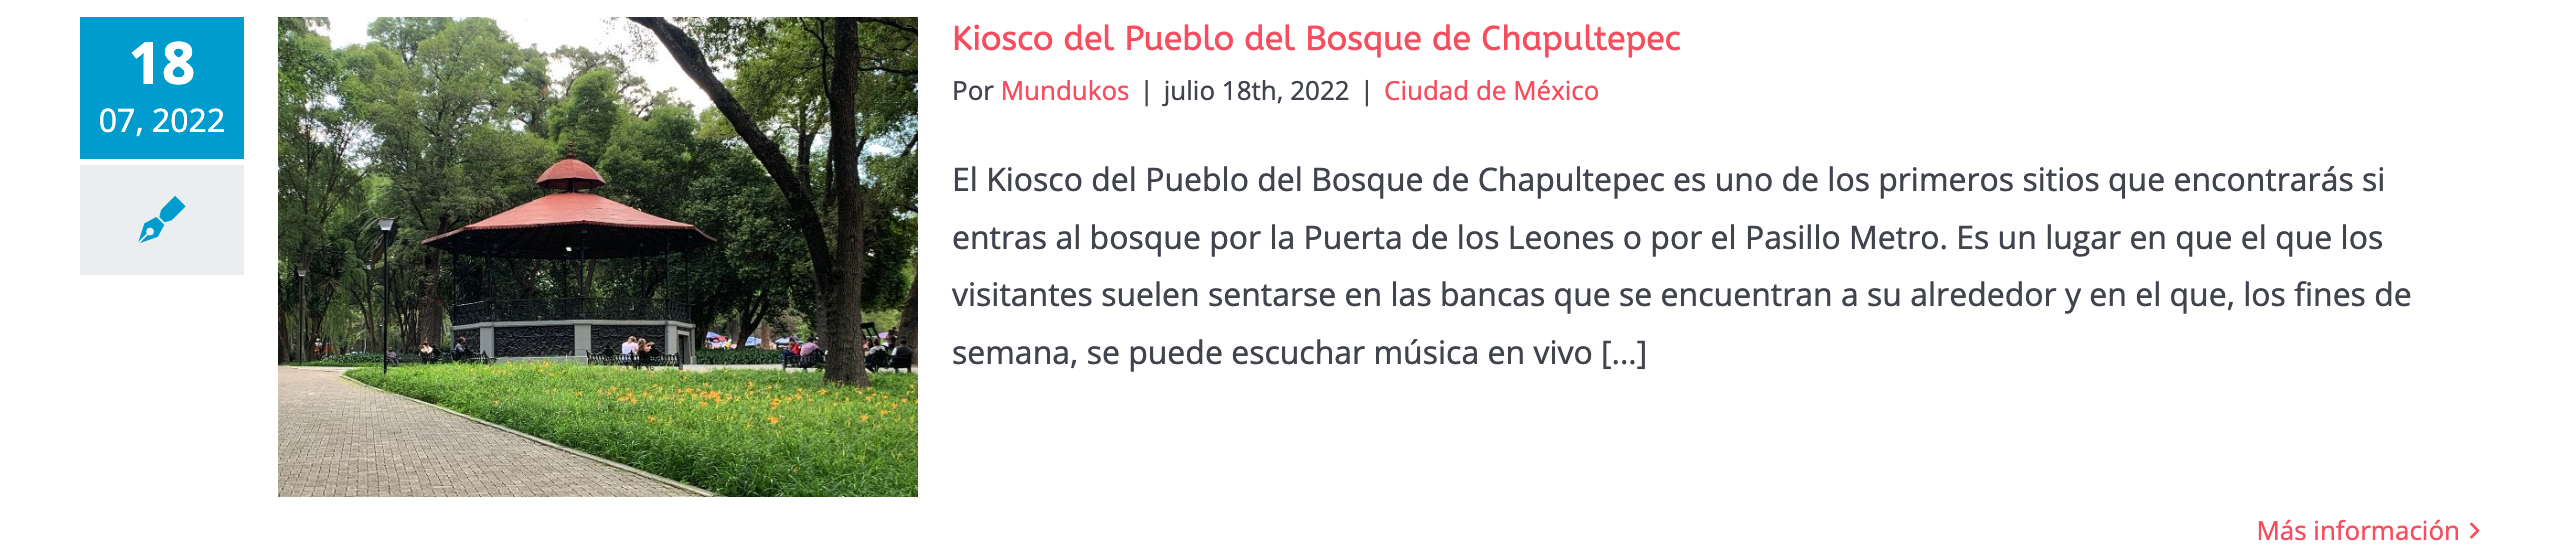 18
07, 2022
Kiosco del Pueblo del Bosque de Chapultepec
Por Mundukos | julio 18th, 2022 | Ciudad de México
El Kiosco del Pueblo del Bosque de Chapultepec es uno de los primeros sitios que encontrarás si
entras al bosque por la Puerta de los Leones o por el Pasillo Metro. Es un lugar en que el que los
visitantes suelen sentarse en las bancas que se encuentran a su alrededor y en el que, los fines de
semana, se puede escuchar música en vivo [...]
Más información >